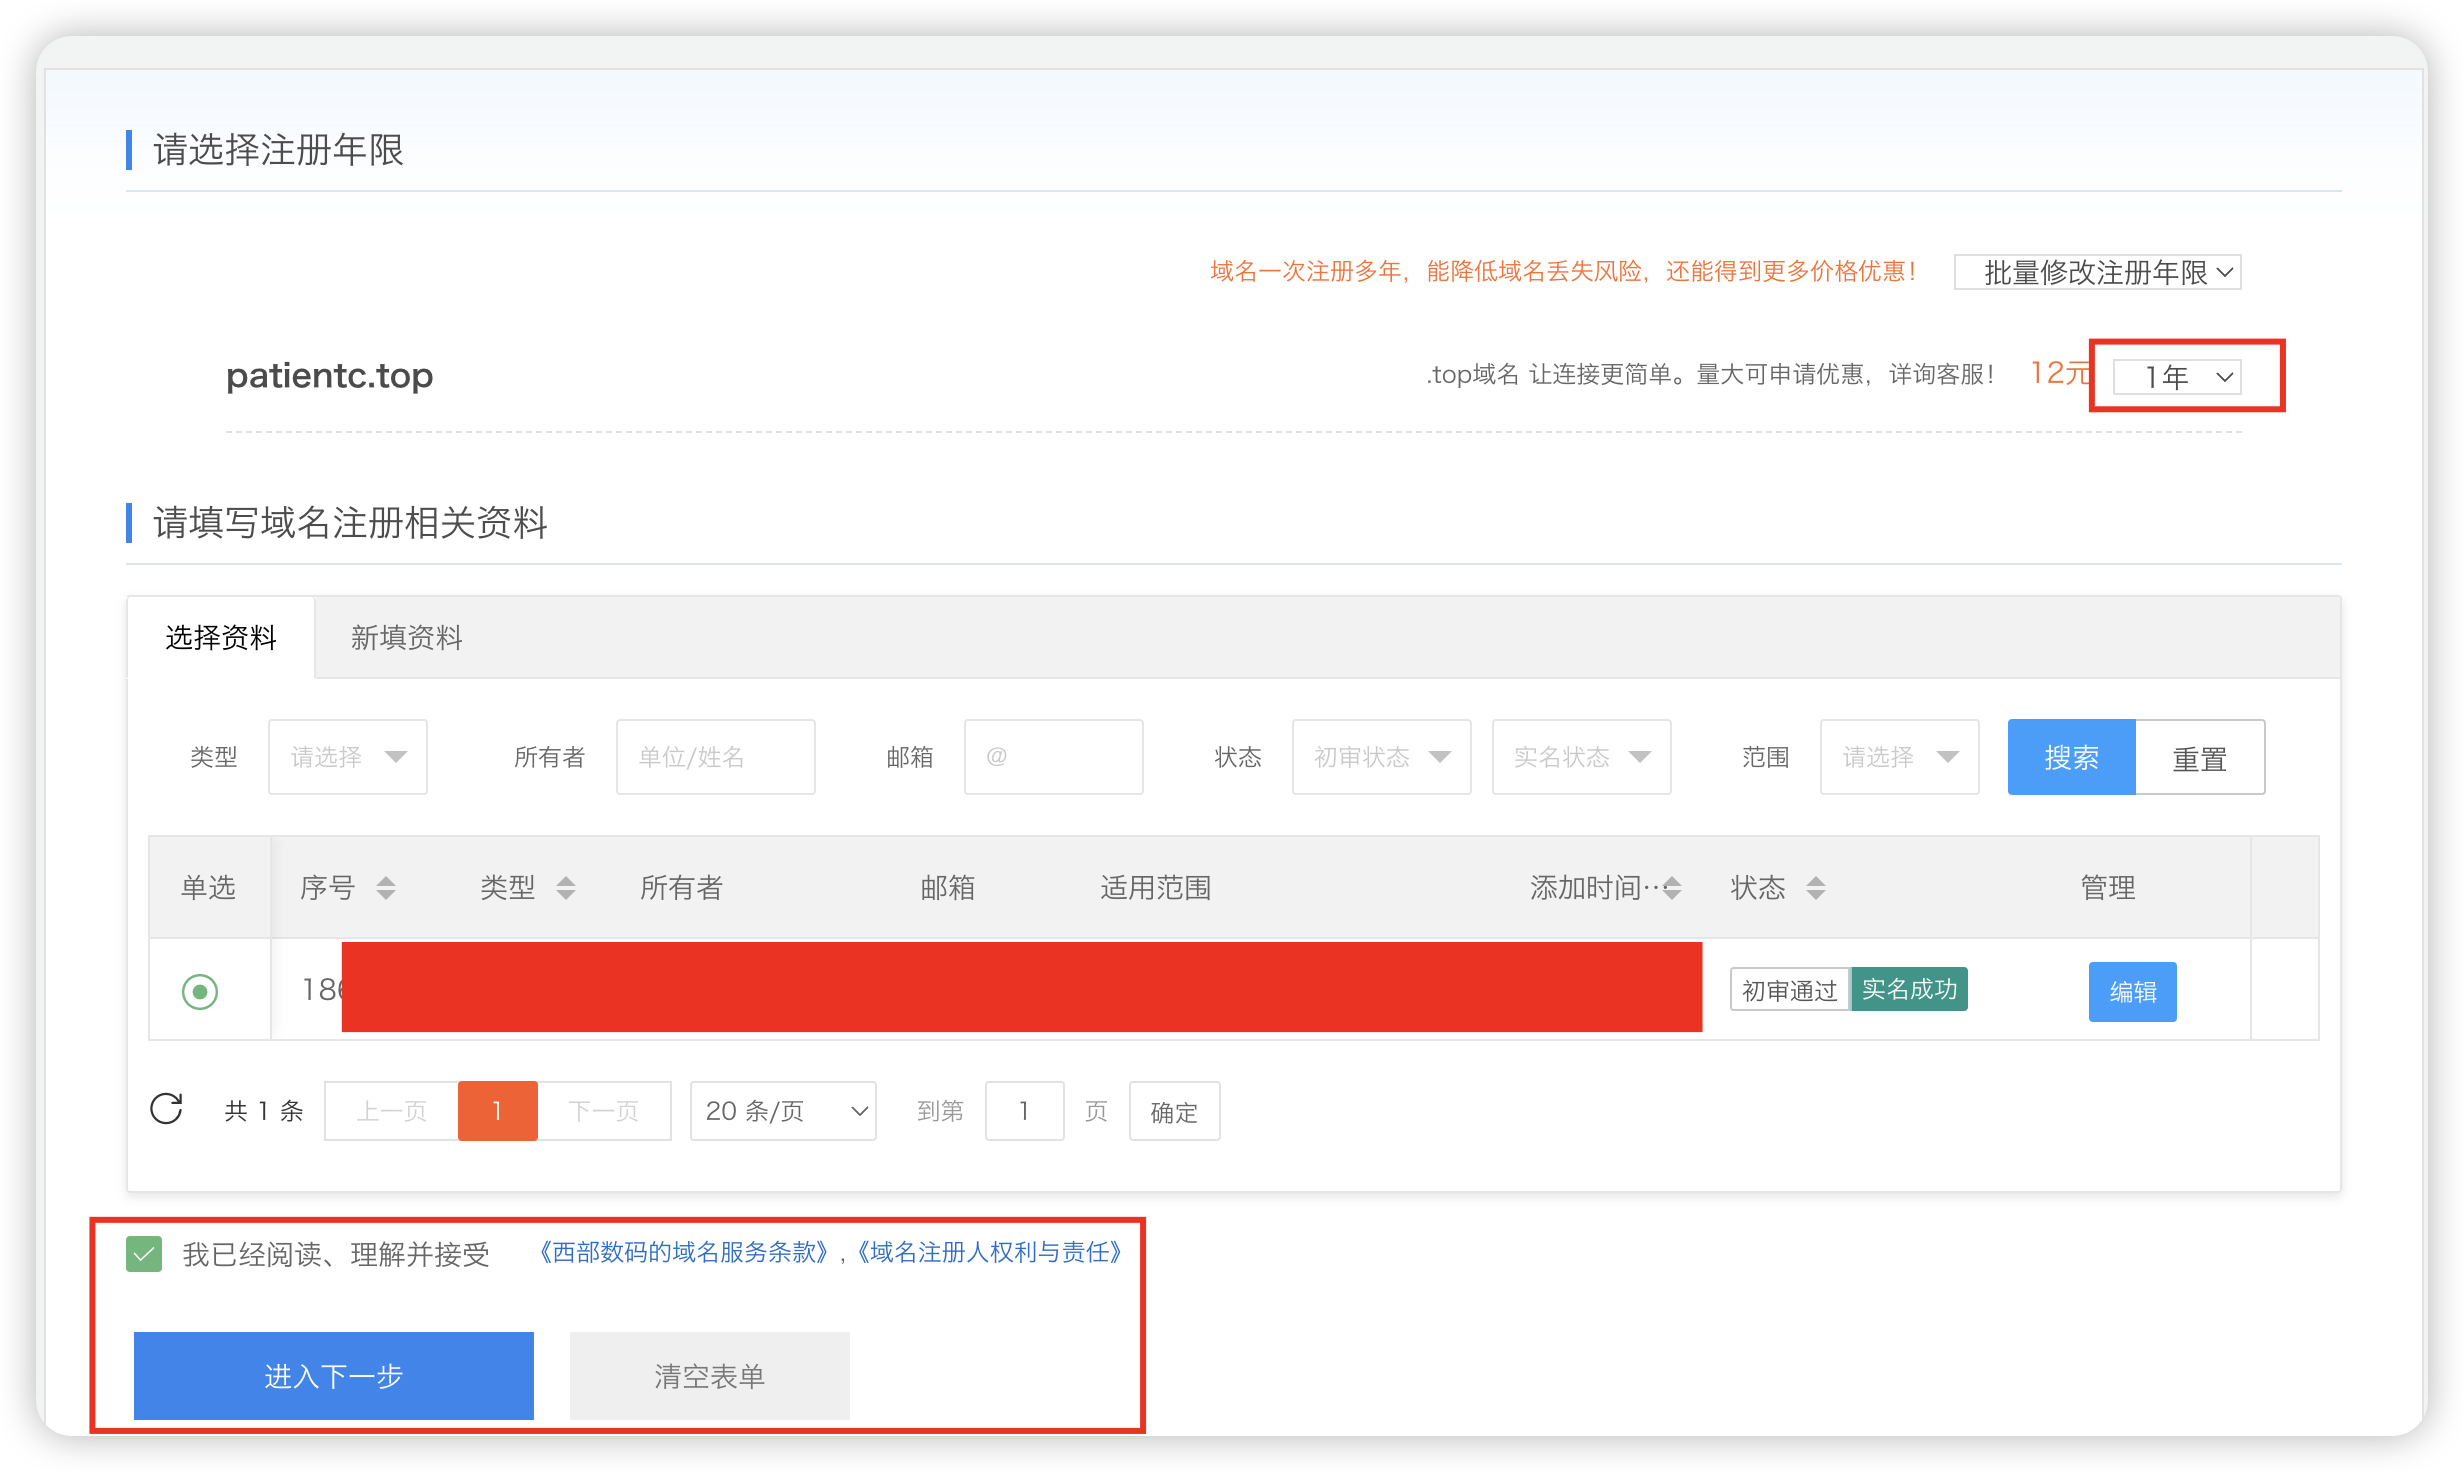 请选择注册年限
域名一次注册多年，能降低域名丢失风险，还能得到更多价格优惠！ 批量修改注册年限
patientc.top .top域名 让连接更简单。量大可申请优惠，详询客服！ 12元 1年
请填写域名注册相关资料
选择资料 新填资料
类型 请选择 所有者 单位/姓名 邮箱 @ 状态 初审状态 实名状态 范围 请选择 搜索 重置
单选 序号 类型 所有者 邮箱 适用范围 添加时间… 状态 管理
186 初审通过 实名成功 编辑
共 1 条 上一页 1 下一页 20 条/页 到第 1 页 确定
我已经阅读、理解并接受 《西部数码的域名服务条款》,《域名注册人权利与责任》
进入下一步 清空表单